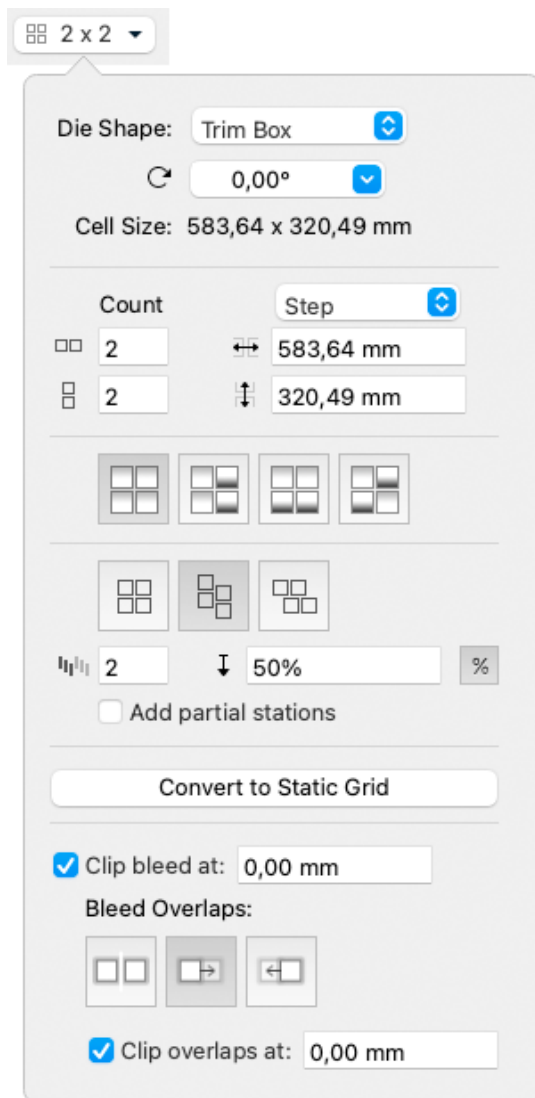 2 x 2
Die Shape: Trim Box
0,00°
Cell Size: 583,64 x 320,49 mm
Count Step
2 583,64 mm
2 320,49 mm
2 50% %
Add partial stations
Convert to Static Grid
Clip bleed at: 0,00 mm
Bleed Overlaps:
Clip overlaps at: 0,00 mm